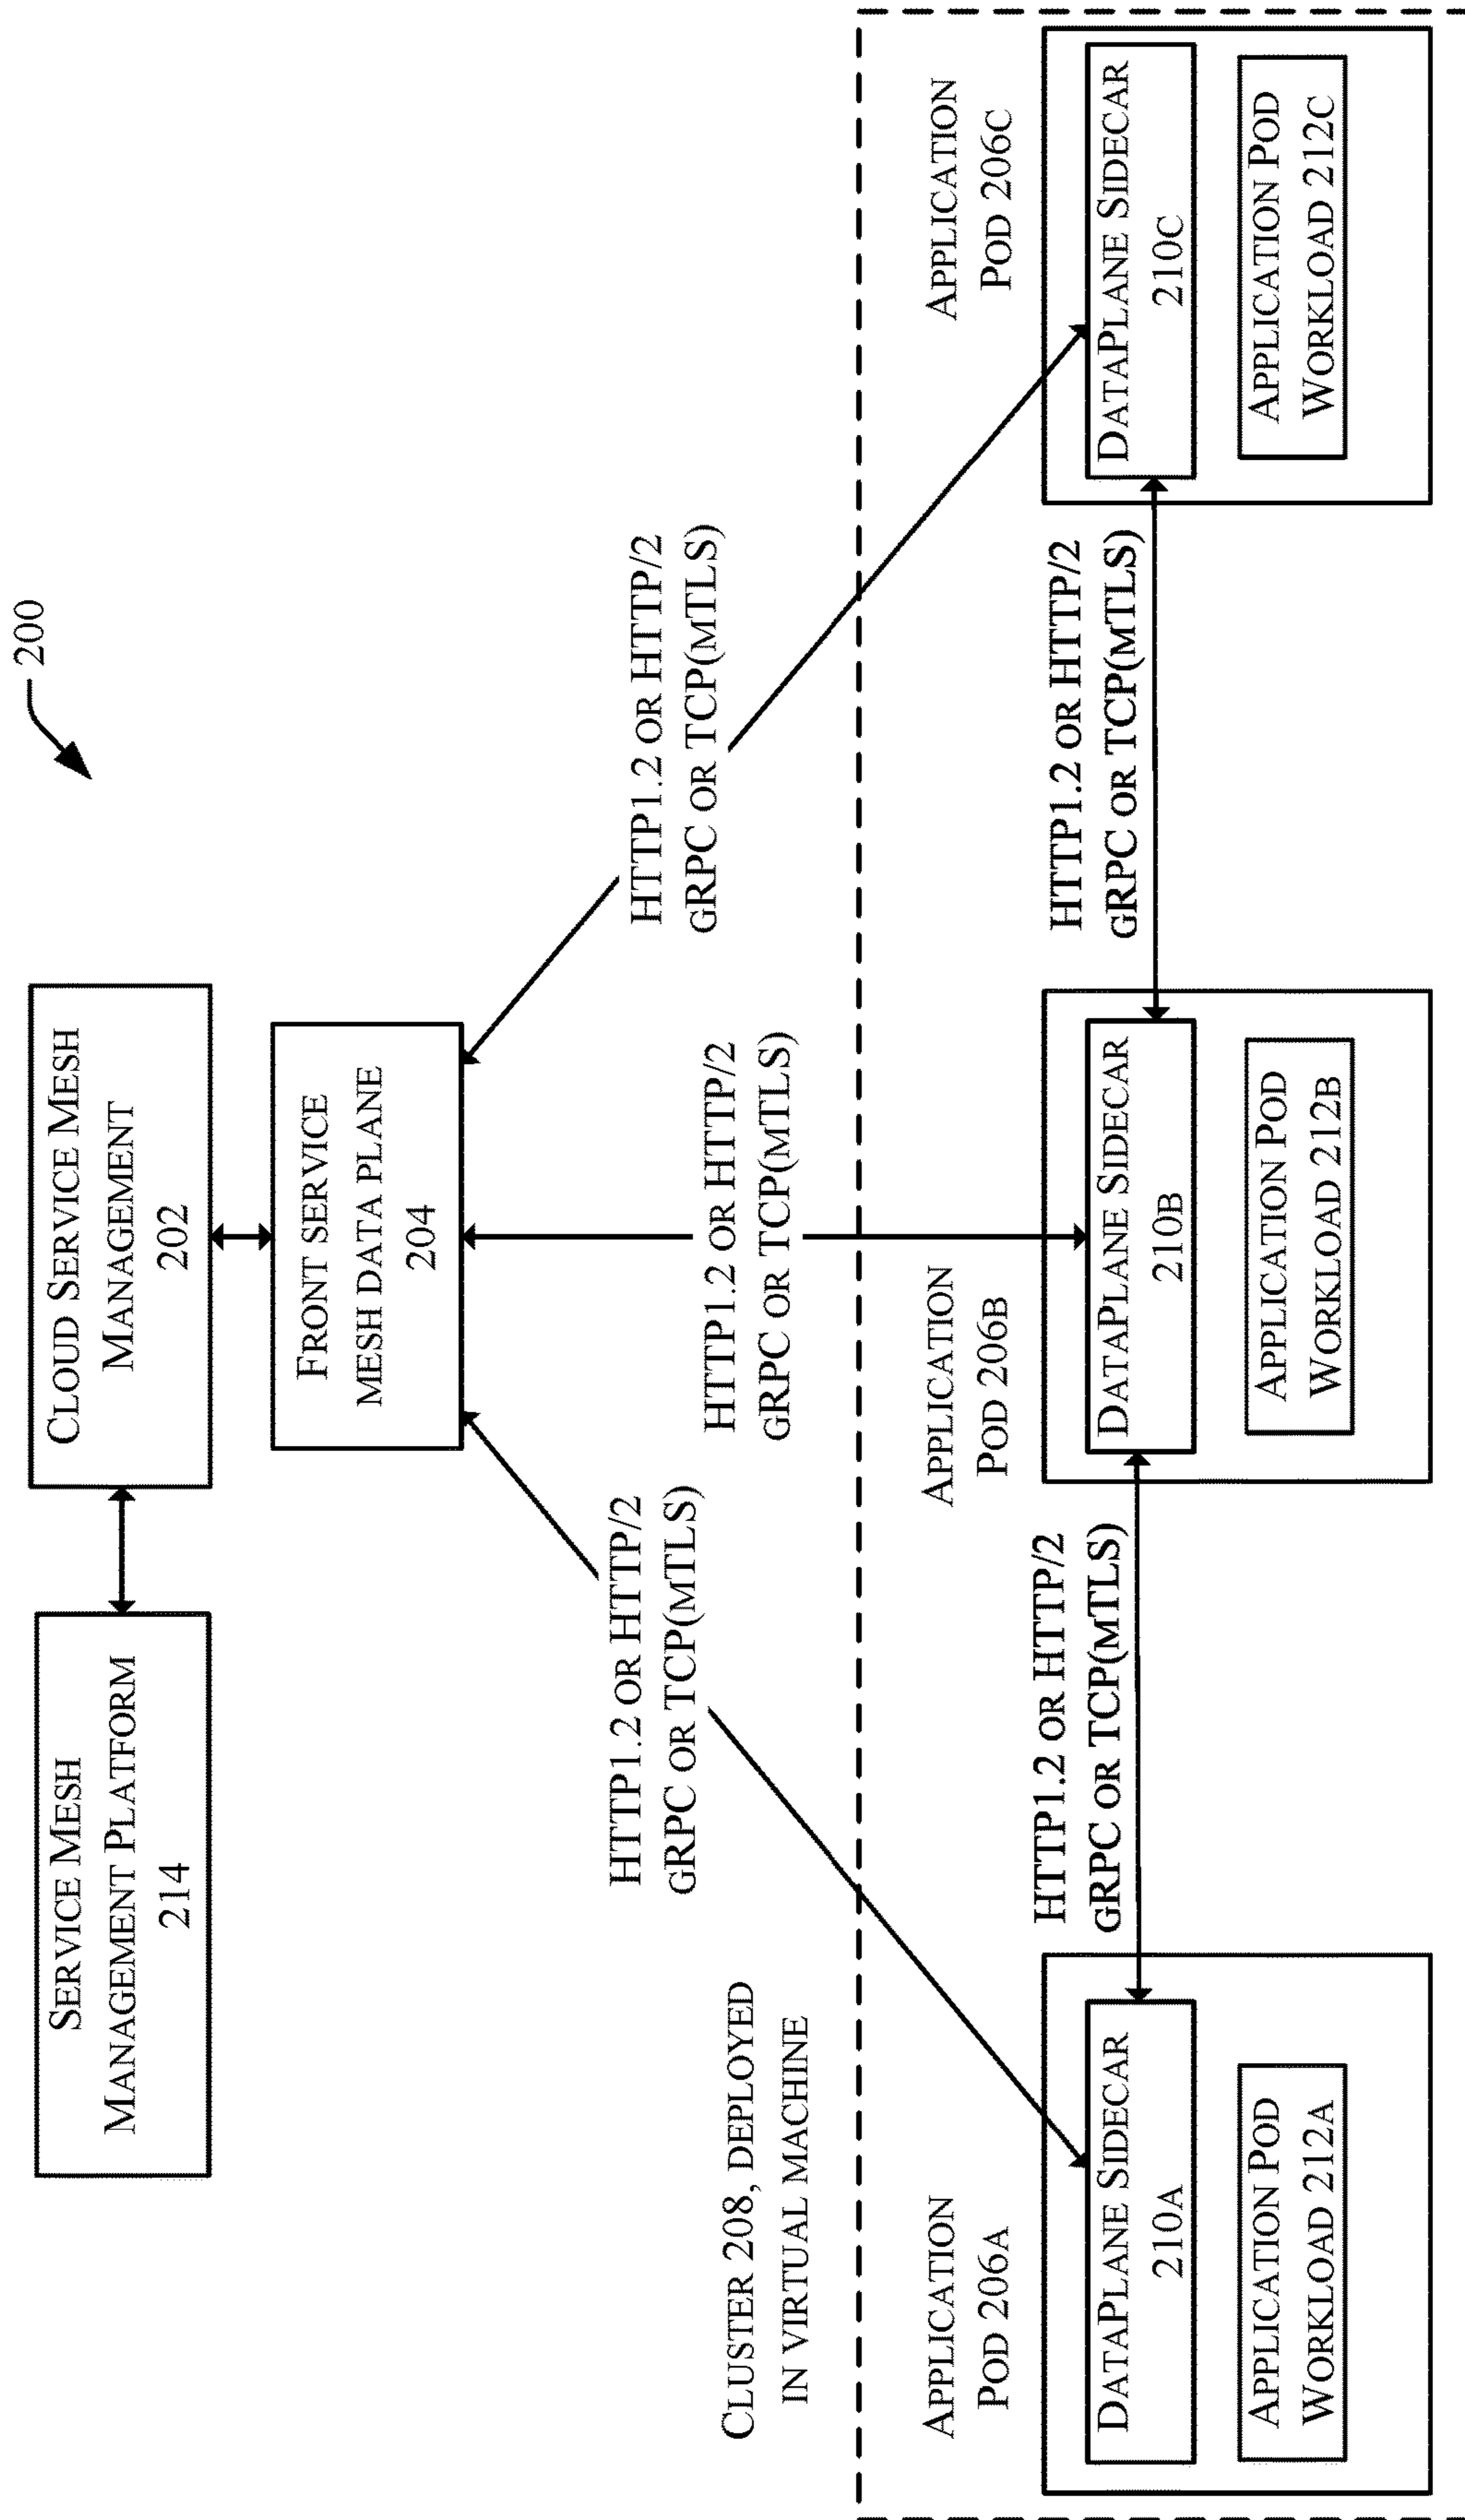 200
SERVICE MESH
MANAGEMENT PLATFORM
214
CLOUD SERVICE MESH
MANAGEMENT
202
FRONT SERVICE
MESH DATA PLANE
204
HTTP1.2 OR HTTP/2
GRPC OR TCP(MTLS)
HTTP1.2 OR HTTP/2
GRPC OR TCP(MTLS)
HTTP1.2 OR HTTP/2
GRPC OR TCP(MTLS)
CLUSTER 208, DEPLOYED
IN VIRTUAL MACHINE
APPLICATION
POD 206A
APPLICATION
POD 206B
APPLICATION
POD 206C
DATAPLANE SIDECAR
210A
APPLICATION POD
WORKLOAD 212A
HTTP1.2 OR HTTP/2
GRPC OR TCP(MTLS)
DATAPLANE SIDECAR
210B
APPLICATION POD
WORKLOAD 212B
HTTP1.2 OR HTTP/2
GRPC OR TCP(MTLS)
DATAPLANE SIDECAR
210C
APPLICATION POD
WORKLOAD 212C